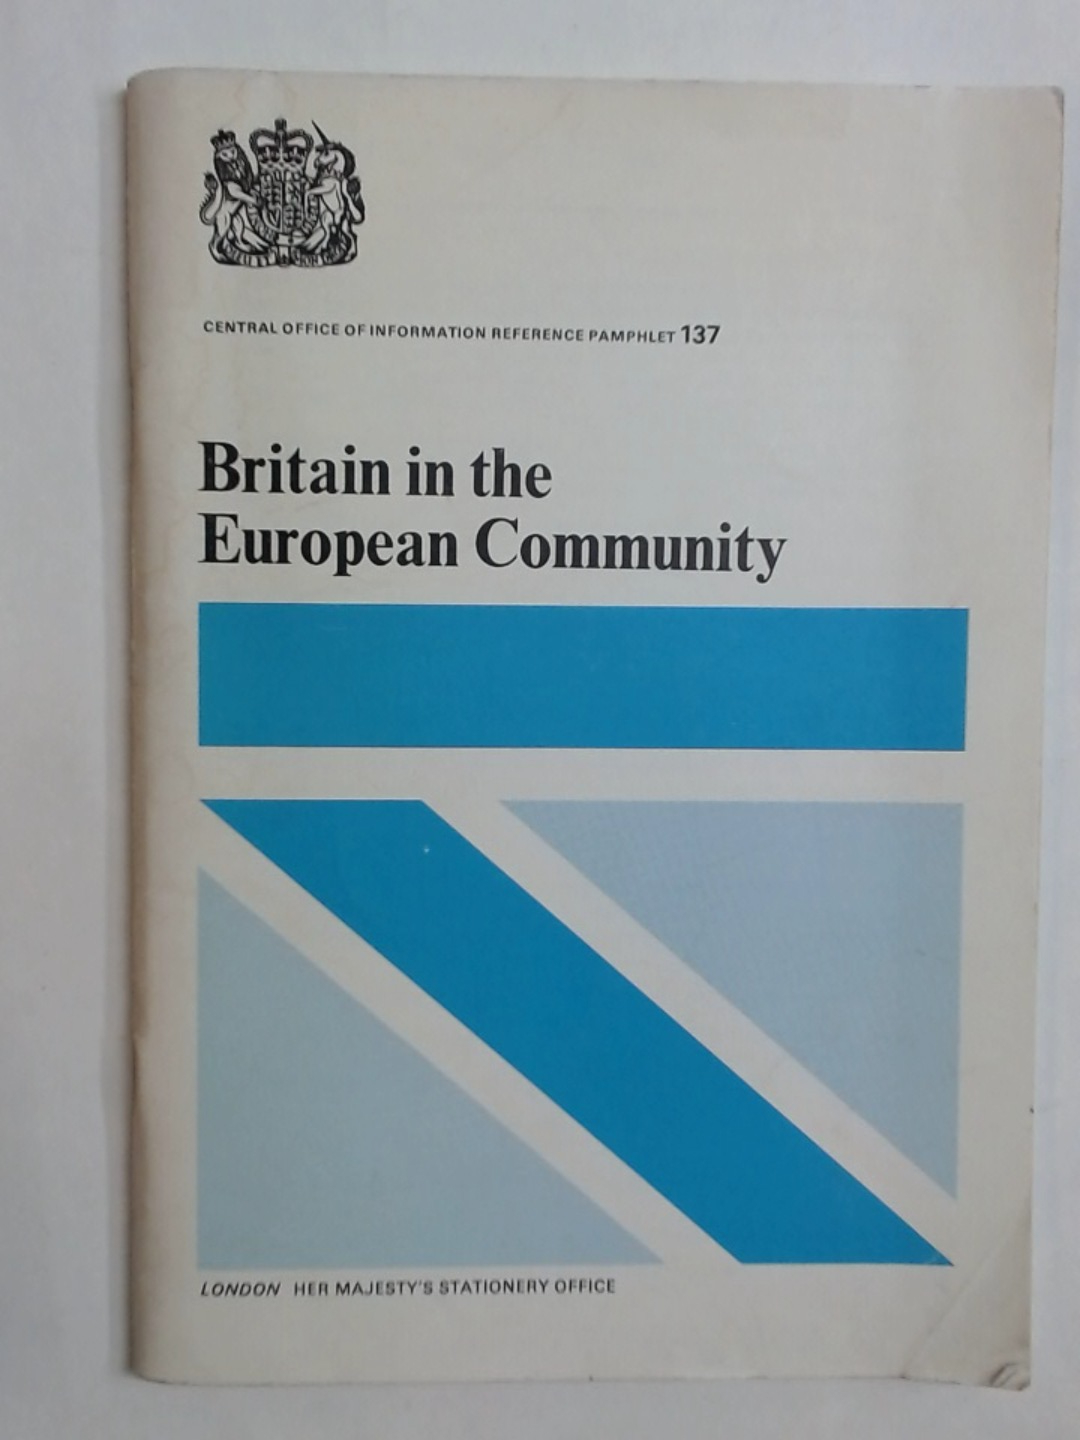 CENTRAL OFFICE OF INFORMATION REFERENCE PAMPHLET 137
Britain in the
European Community
LONDON HER MAJESTY'S STATIONERY OFFICE